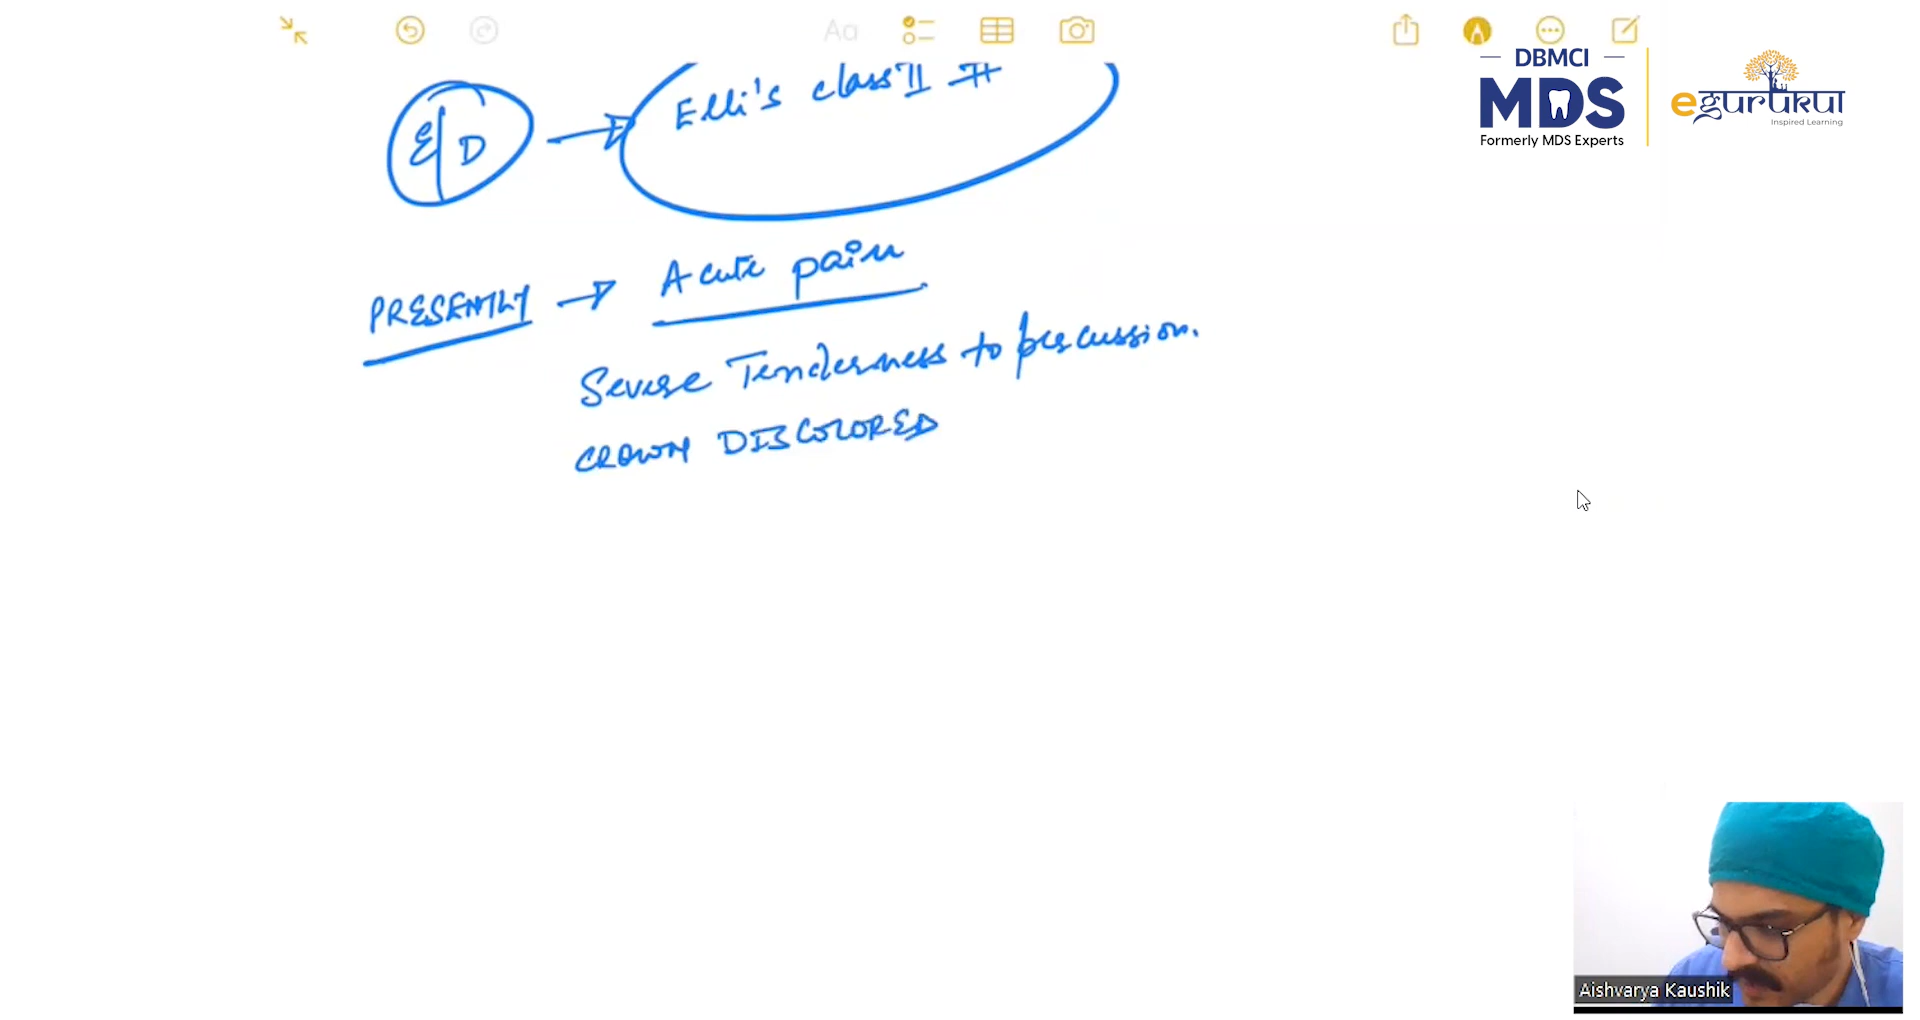 Aa
DBMCI
MDS
Formerly MDS Experts
egurukul
Inspired Learning
Elli's class II #
E D
PRESENTLY → Acute pain
Severe Tenderness to percussion.
CROWN DISCOLORED
Aishvarya Kaushik